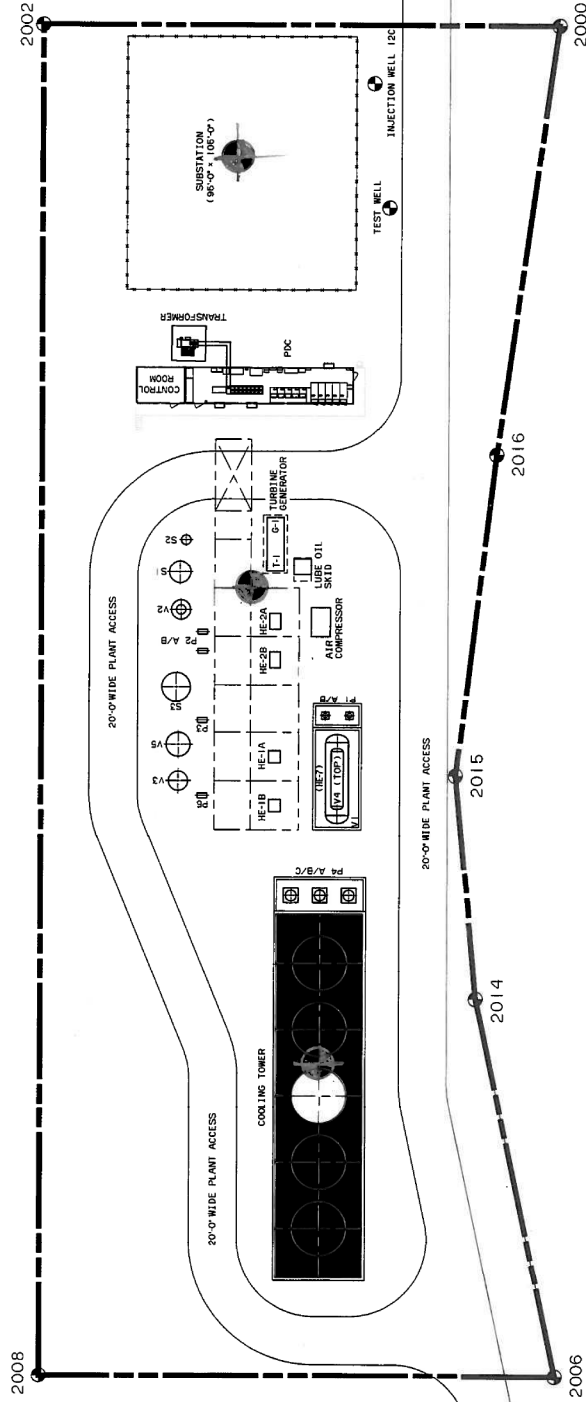 2002
2000
INJECTION WELL 12C
SUBSTATION
(96'-0" x 106'-0")
TEST WELL
TRANSFORMER
CONTROL
ROOM
PDC
2016
TURBINE
GENERATOR
T-1 G-1
S2
S1
LUBE OIL
SKID
V2
HE-2A
P2 A/B
AIR
COMPRESSOR
HE-2B
20'-0" WIDE PLANT ACCESS
S3
P1 A/B
P3
V5
HE-1A
(HE-7)
V4 (TOP)
V3
P6
HE-1B
V1
2015
20'-0" WIDE PLANT ACCESS
P4 A/B/C
2014
COOLING TOWER
20'-0" WIDE PLANT ACCESS
2008
2006